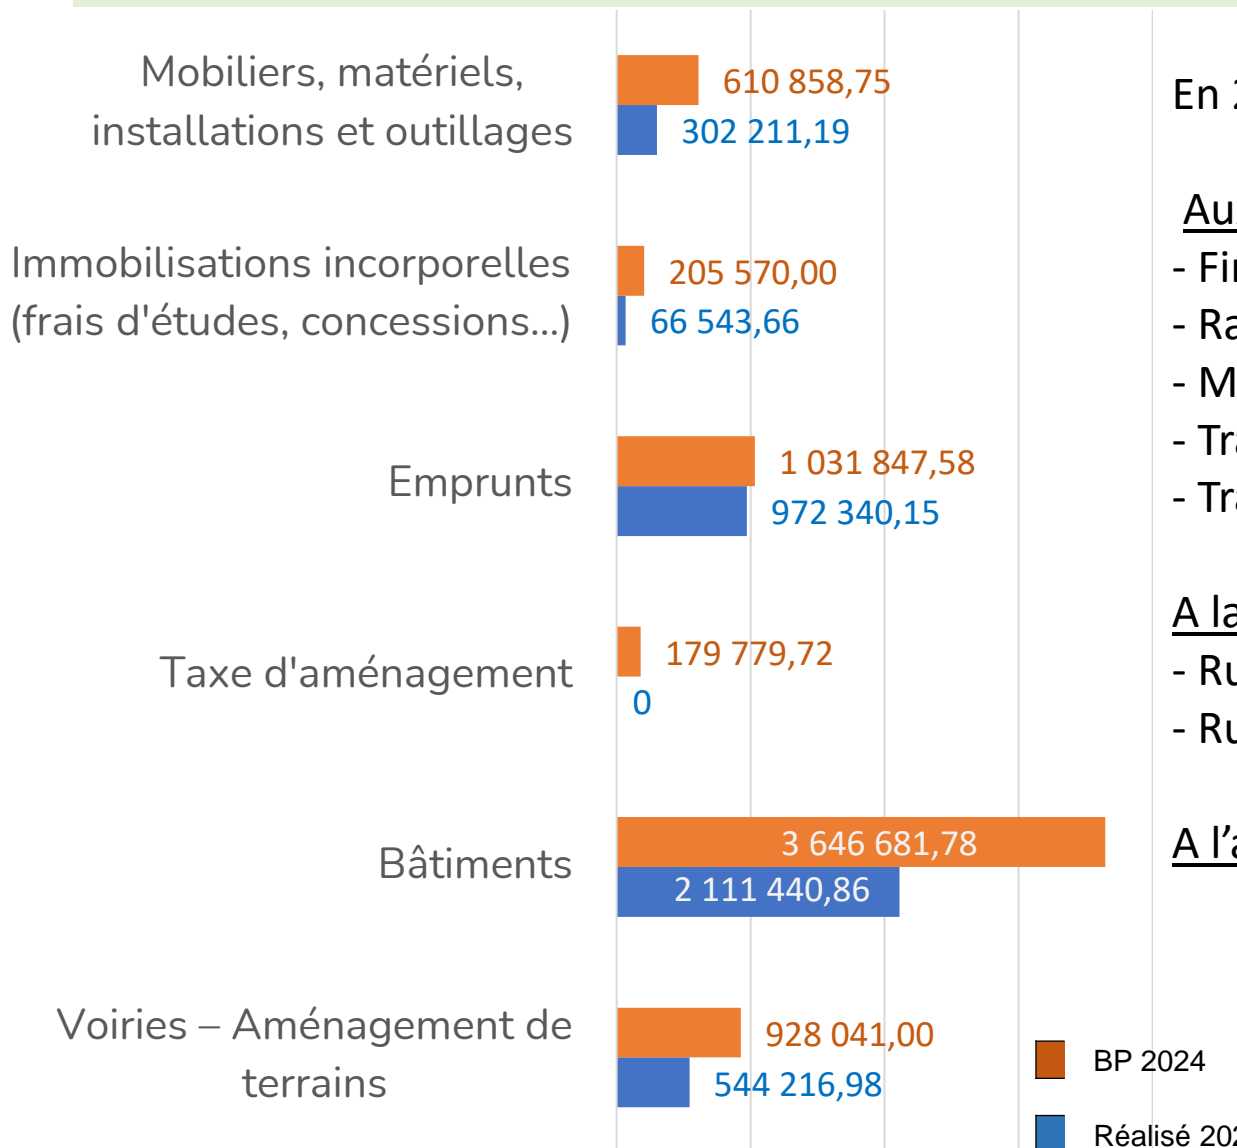 Mobiliers, matériels,
installations et outillages
610 858,75
302 211,19
Immobilisations incorporelles
(frais d'études, concessions...)
205 570,00
66 543,66
Emprunts
1 031 847,58
972 340,15
Taxe d'aménagement
179 779,72
0
Bâtiments
3 646 681,78
2 111 440,86
Voiries – Aménagement de
terrains
928 041,00
544 216,98
BP 2024
Réalisé
En
-
-
-
-
-
A la
-
-
A